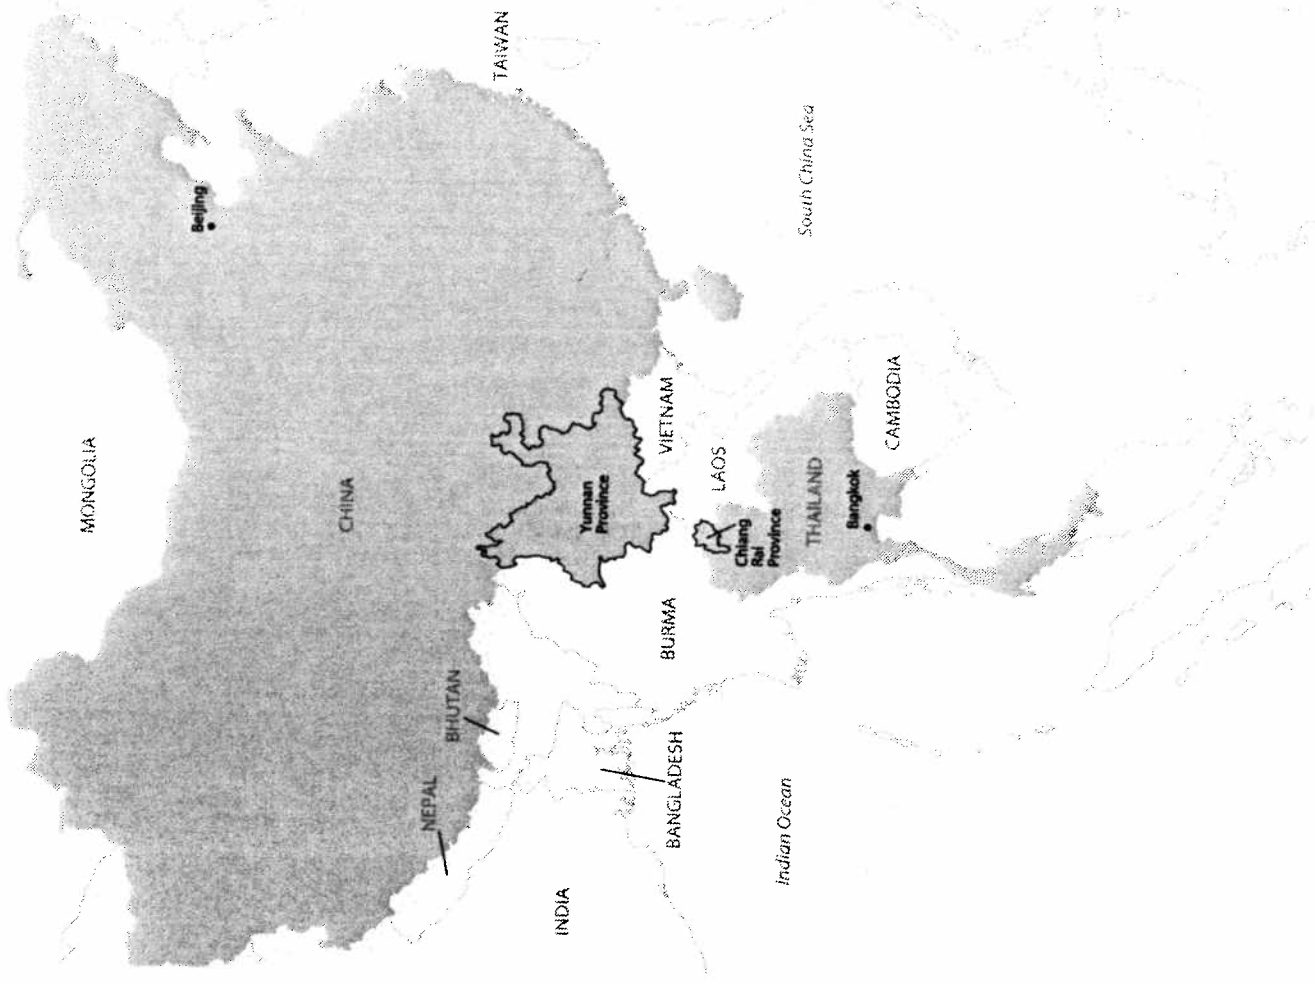 MONGOLIA
Beijing
CHINA
NEPAL
BHUTAN
TAIWAN
INDIA
Yunnan
Province
BANGLADESH
BURMA
VIETNAM
LAOS
Chiang
Rai
Province
Indian Ocean
South China Sea
THAILAND
Bangkok
CAMBODIA